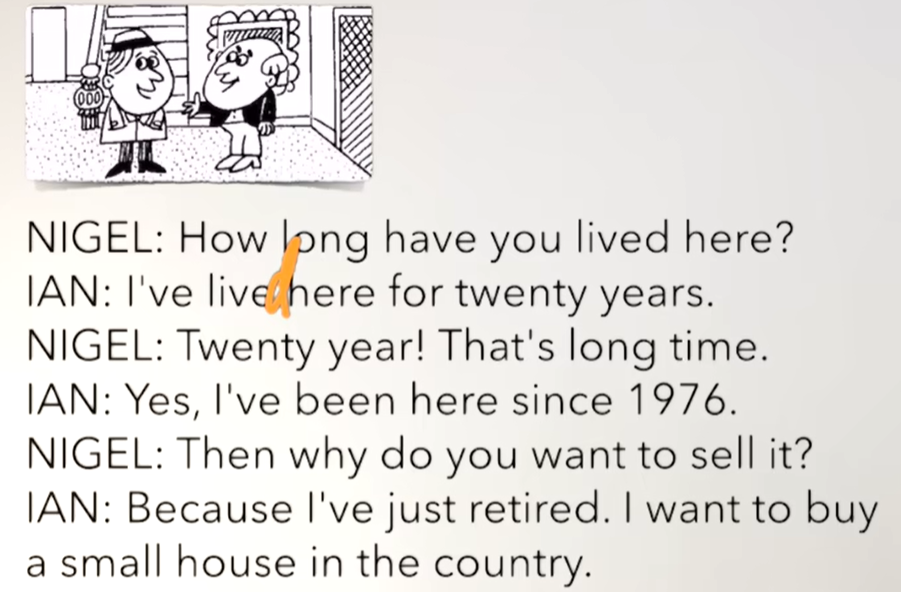 NIGEL: How long have you lived here?
IAN: I've lived here for twenty years.
NIGEL: Twenty year! That's long time.
IAN: Yes, I've been here since 1976.
NIGEL: Then why do you want to sell it?
IAN: Because I've just retired. I want to buy
a small house in the country.